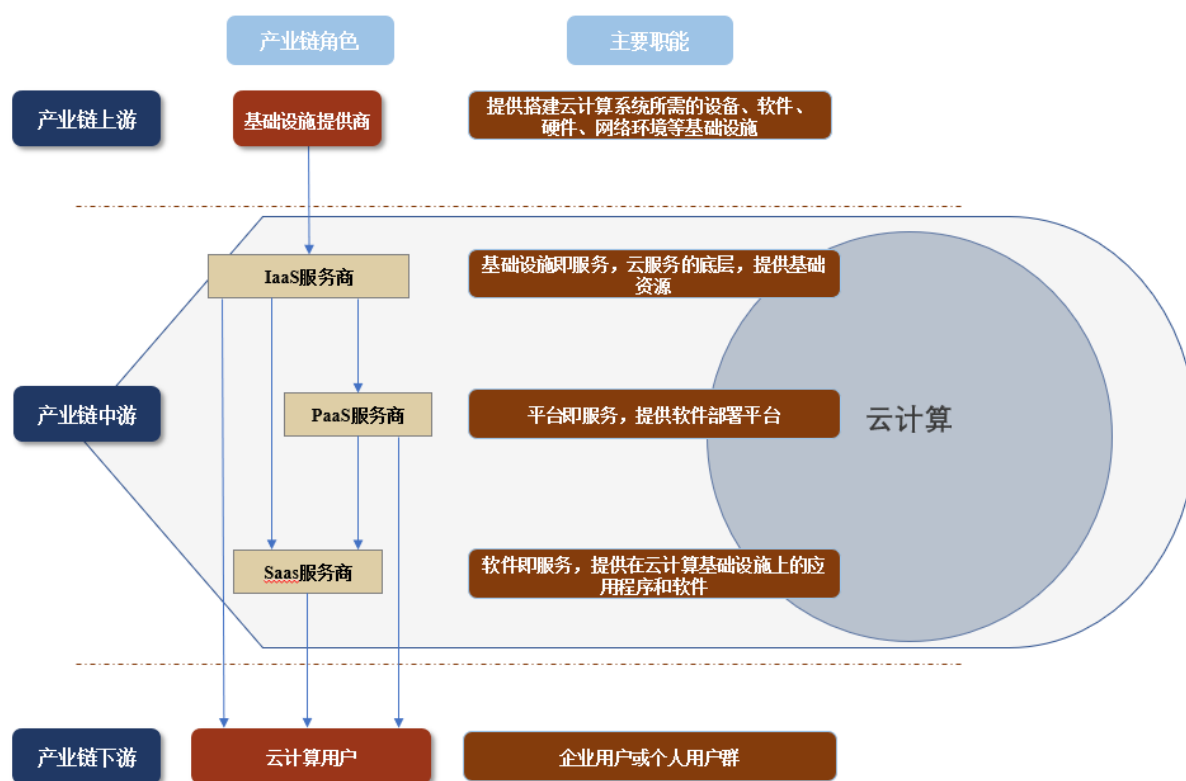 产业链角色
主要职能
产业链上游
基础设施提供商
提供搭建云计算系统所需的设备、软件、
硬件、网络环境等基础设施
IaaS服务商
基础设施即服务，云服务的底层，提供基础
资源
产业链中游
PaaS服务商
平台即服务，提供软件部署平台
云计算
Saas服务商
软件即服务，提供在云计算基础设施上的应
用程序和软件
产业链下游
云计算用户
企业用户或个人用户群